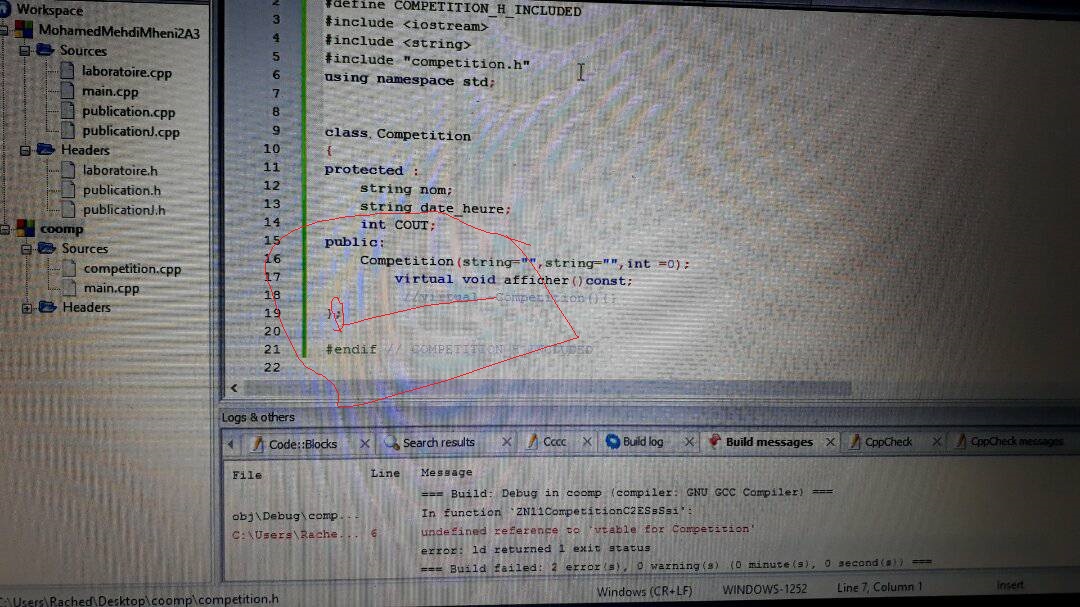 Workspace
MohamedMehdiMheni2A3
Sources
laboratoire.cpp
main.cpp
publication.cpp
publicationJ.cpp
Headers
laboratoire.h
publication.h
publicationJ.h
coomp
Sources
competition.cpp
main.cpp
Headers
2 #define COMPETITION_H_INCLUDED
3 #include <iostream>
4 #include <string>
5 #include "competition.h"
6 using namespace std;
7
8
9 class Competition
10 {
11 protected :
12 string nom;
13 string date_heure;
14 int COUT;
15 public:
16 Competition(string="",string="",int =0);
17 virtual void afficher()const;
18 //virtual ~Competition(){}
19 };
20
21 #endif // COMPETITION_H_INCLUDED
22
Logs & others
Code::Blocks X Search results X Cccc X Build log X Build messages X CppCheck X CppCheck messages
File Line Message
=== Build: Debug in coomp (compiler: GNU GCC Compiler) ===
obj\Debug\comp... In function 'ZN11CompetitionC2ESsSsi':
C:\Users\Rache... 6 undefined reference to 'vtable for Competition'
error: ld returned 1 exit status
=== Build failed: 2 error(s), 0 warning(s) (0 minute(s), 0 second(s)) ===
C:\Users\Rached\Desktop\coomp\competition.h Windows (CR+LF) WINDOWS-1252 Line 7, Column 1 Insert